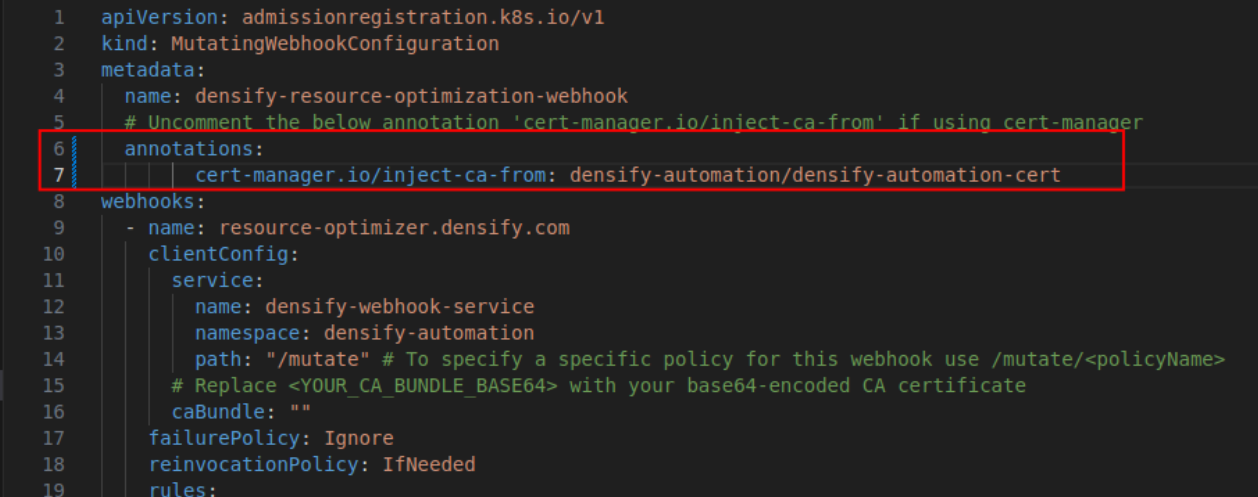 1 apiVersion: admissionregistration.k8s.io/v1
2 kind: MutatingWebhookConfiguration
3 metadata:
4 name: densify-resource-optimization-webhook
5 # Uncomment the below annotation 'cert-manager.io/inject-ca-from' if using cert-manager
6 annotations:
7 cert-manager.io/inject-ca-from: densify-automation/densify-automation-cert
8 webhooks:
9 - name: resource-optimizer.densify.com
10 clientConfig:
11 service:
12 name: densify-webhook-service
13 namespace: densify-automation
14 path: "/mutate" # To specify a specific policy for this webhook use /mutate/<policyName>
15 # Replace <YOUR_CA_BUNDLE_BASE64> with your base64-encoded CA certificate
16 caBundle: ""
17 failurePolicy: Ignore
18 reinvocationPolicy: IfNeeded
19 rules: